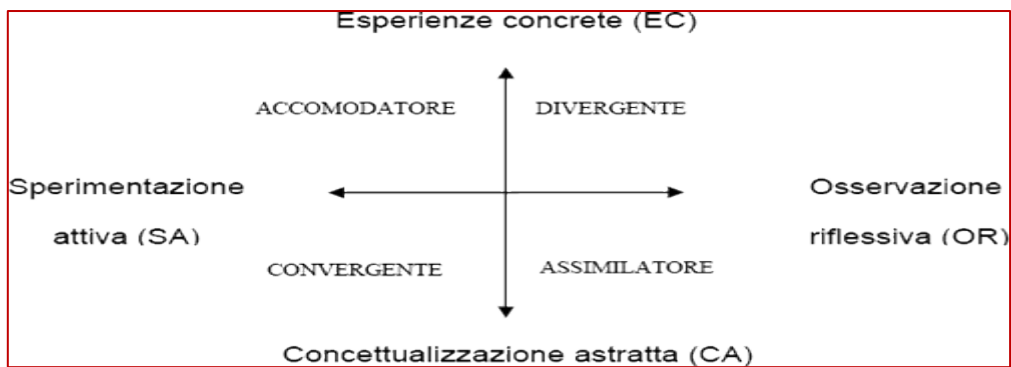 Esperienze concrete (EC)
ACCOMODATORE DIVERGENTE
Sperimentazione
attiva (SA)
Osservazione
riflessiva (OR)
CONVERGENTE ASSIMILATORE
Concettualizzazione astratta (CA)